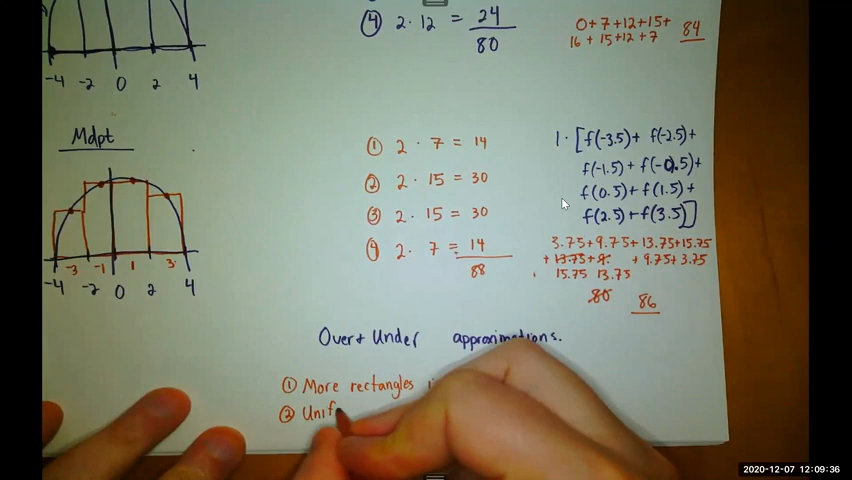 ④ 2 · 12 = 24
80
0 + 7 + 12 + 15 +
16 + 15 + 12 + 7
84
-4 -2 0 2 4
Mdpt
-3 -1 1 3
-4 -2 0 2 4
① 2 · 7 = 14
② 2 · 15 = 30
③ 2 · 15 = 30
④ 2 · 7 = 14
88
1 · [f(-3.5) + f(-2.5) +
f(-1.5) + f(-0.5) +
f(0.5) + f(1.5) +
f(2.5) + f(3.5)]
3.75 + 9.75 + 13.75 + 15.75
+ 13.75 + 9. + 9.75 + 3.75
15.75 13.75
80 86
Over + Under approximations.
① More rectangles
② Unif
2020-12-07 12:09:36